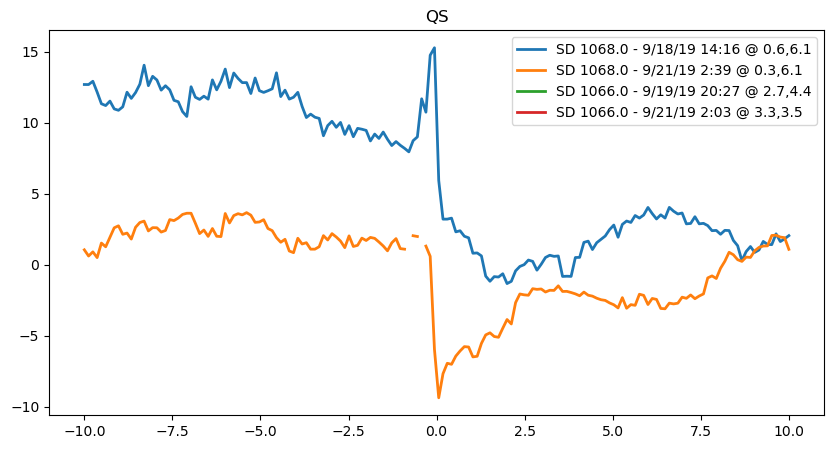 QS
SD 1068.0 - 9/18/19 14:16 @ 0.6,6.1
SD 1068.0 - 9/21/19 2:39 @ 0.3,6.1
SD 1066.0 - 9/19/19 20:27 @ 2.7,4.4
SD 1066.0 - 9/21/19 2:03 @ 3.3,3.5
15
10
5
0
−5
−10
−10.0 −7.5 −5.0 −2.5 0.0 2.5 5.0 7.5 10.0